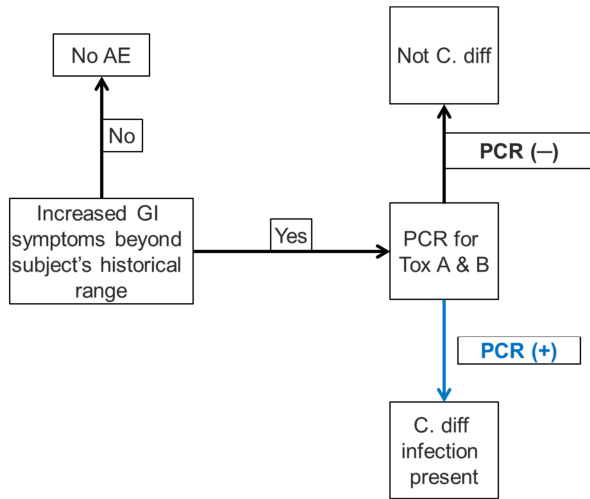 No AE
Not C. diff
No
PCR (—)
Increased GI
symptoms beyond
subject's historical
range
Yes
PCR for
Tox A & B
PCR (+)
C. diff
infection
present